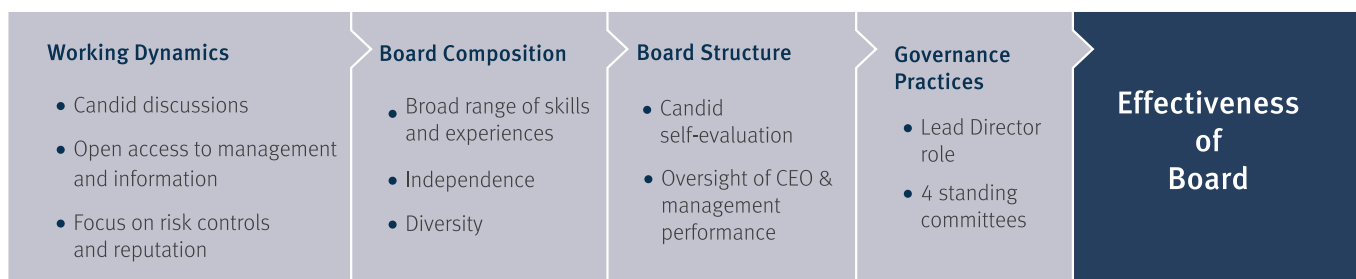 Working Dynamics
• Candid discussions
• Open access to management
and information
• Focus on risk controls
and reputation
Board Composition
• Broad range of skills
and experiences
• Independence
• Diversity
Board Structure
• Candid
self-evaluation
• Oversight of CEO &
management
performance
Governance
Practices
• Lead Director
role
• 4 standing
committees
Effectiveness
of
Board